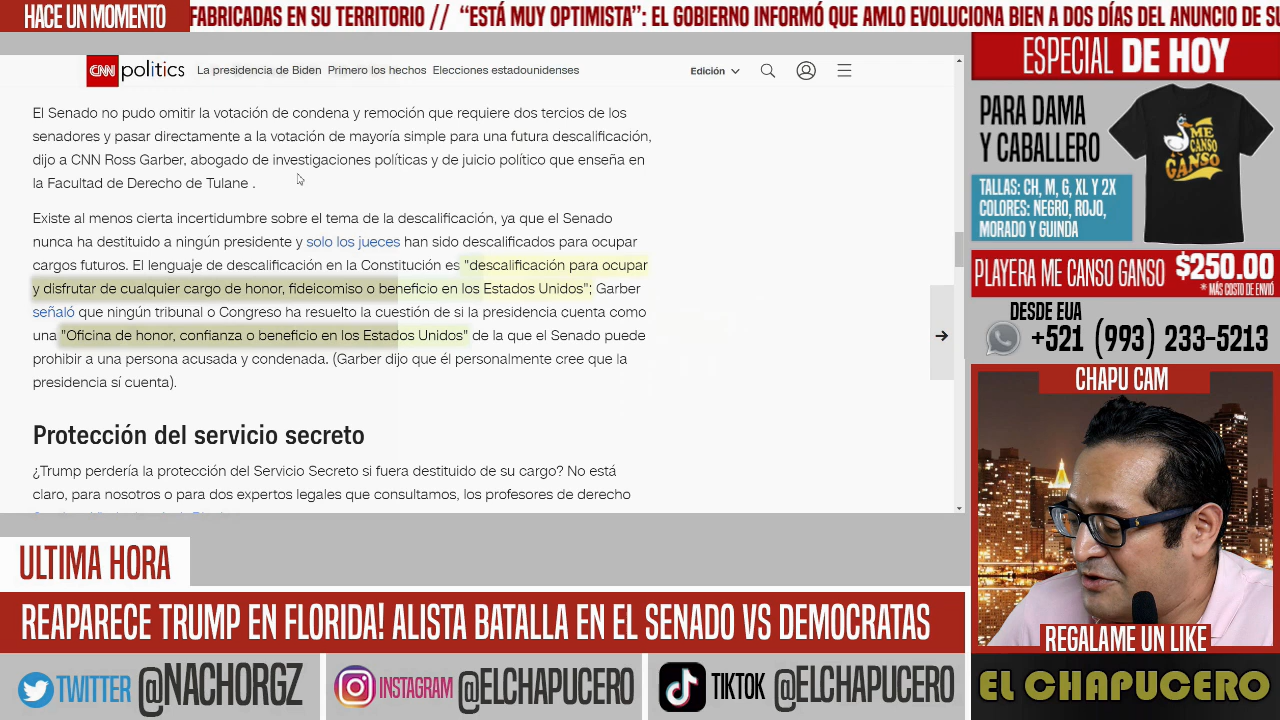 HACE UN MOMENTO
FABRICADAS EN SU TERRITORIO // “ESTÁ MUY OPTIMISTA”: EL GOBIERNO INFORMÓ QUE AMLO EVOLUCIONA BIEN A DOS DÍAS DEL ANUNCIO DE SU
CNN politics La presidencia de Biden Primero los hechos Elecciones estadounidenses Edición
El Senado no pudo omitir la votación de condena y remoción que requiere dos tercios de los
senadores y pasar directamente a la votación de mayoría simple para una futura descalificación,
dijo a CNN Ross Garber, abogado de investigaciones políticas y de juicio político que enseña en
la Facultad de Derecho de Tulane .
Existe al menos cierta incertidumbre sobre el tema de la descalificación, ya que el Senado
nunca ha destituido a ningún presidente y solo los jueces han sido descalificados para ocupar
cargos futuros. El lenguaje de descalificación en la Constitución es "descalificación para ocupar
y disfrutar de cualquier cargo de honor, fideicomiso o beneficio en los Estados Unidos"; Garber
señaló que ningún tribunal o Congreso ha resuelto la cuestión de si la presidencia cuenta como
una "Oficina de honor, confianza o beneficio en los Estados Unidos" de la que el Senado puede
prohibir a una persona acusada y condenada. (Garber dijo que él personalmente cree que la
presidencia sí cuenta).
Protección del servicio secreto
¿Trump perdería la protección del Servicio Secreto si fuera destituido de su cargo? No está
claro, para nosotros o para dos expertos legales que consultamos, los profesores de derecho
ESPECIAL DE HOY
PARA DAMA
Y CABALLERO
TALLAS: CH, M, G, XL Y 2X
COLORES: NEGRO, ROJO,
MORADO Y GUINDA
ME
CANSO
GANSO
PLAYERA ME CANSO GANSO $250.00
* MÁS COSTO DE ENVIÓ
DESDE EUA
+521 (993) 233-5213
CHAPU CAM
REGALAME UN LIKE
EL CHAPUCERO
ULTIMA HORA
REAPARECE TRUMP EN FLORIDA! ALISTA BATALLA EN EL SENADO VS DEMOCRATAS
TWITTER @NACHORGZ
INSTAGRAM @ELCHAPUCERO
TIKTOK @ELCHAPUCERO